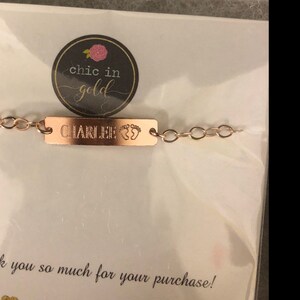 chic in
gold
CHARLEE
k you so much for your purchase!